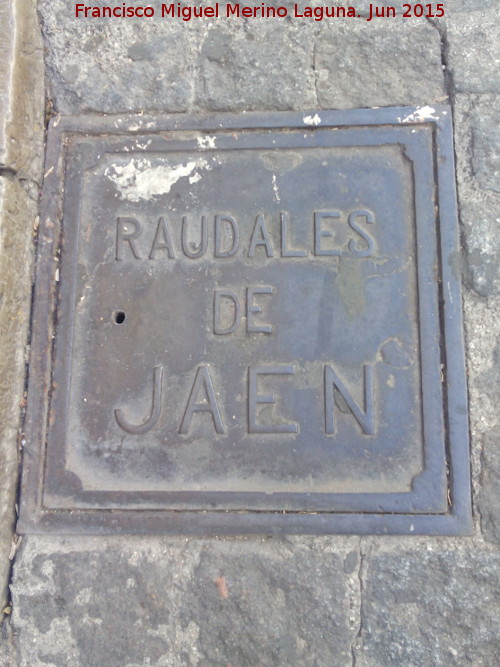 Francisco Miguel Merino Laguna. Jun 2015
RAUDALES
DE
JAEN